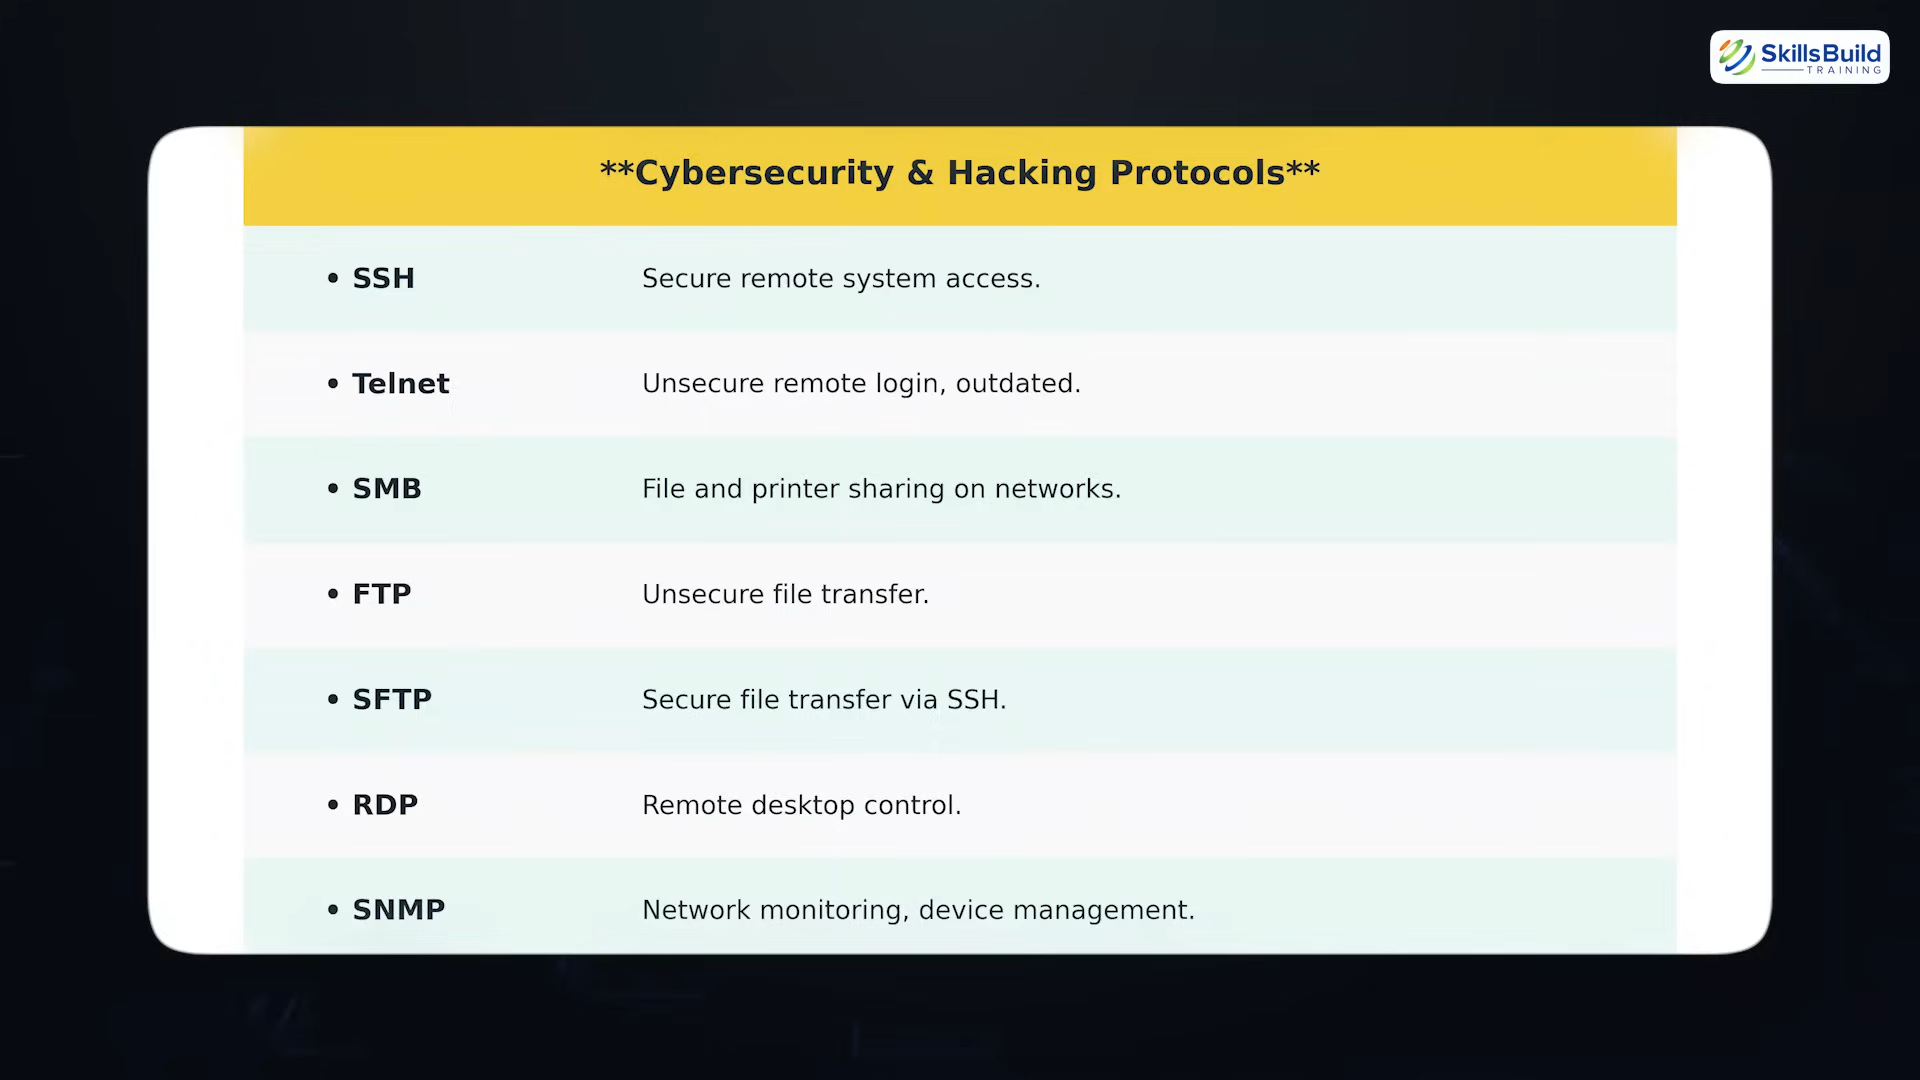 SkillsBuild
TRAINING
**Cybersecurity & Hacking Protocols**
• SSH Secure remote system access.
• Telnet Unsecure remote login, outdated.
• SMB File and printer sharing on networks.
• FTP Unsecure file transfer.
• SFTP Secure file transfer via SSH.
• RDP Remote desktop control.
• SNMP Network monitoring, device management.